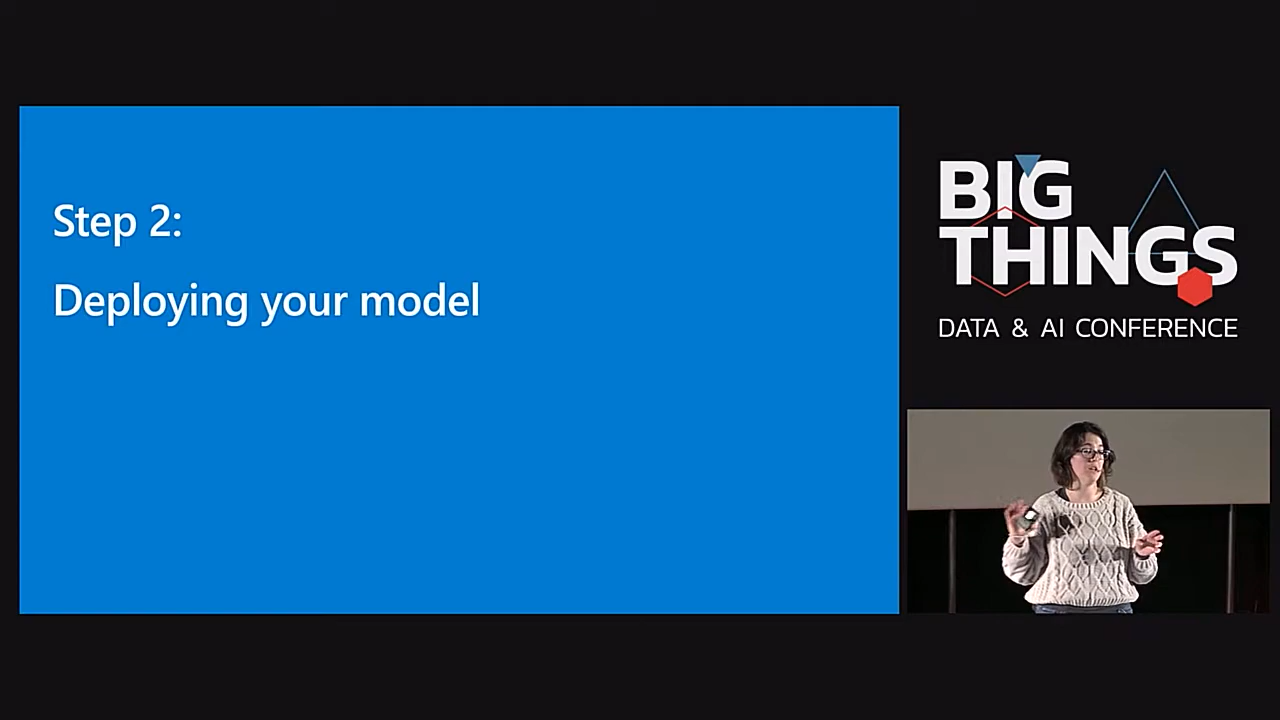 Step 2:
Deploying your model
BIG
THINGS
DATA & AI CONFERENCE